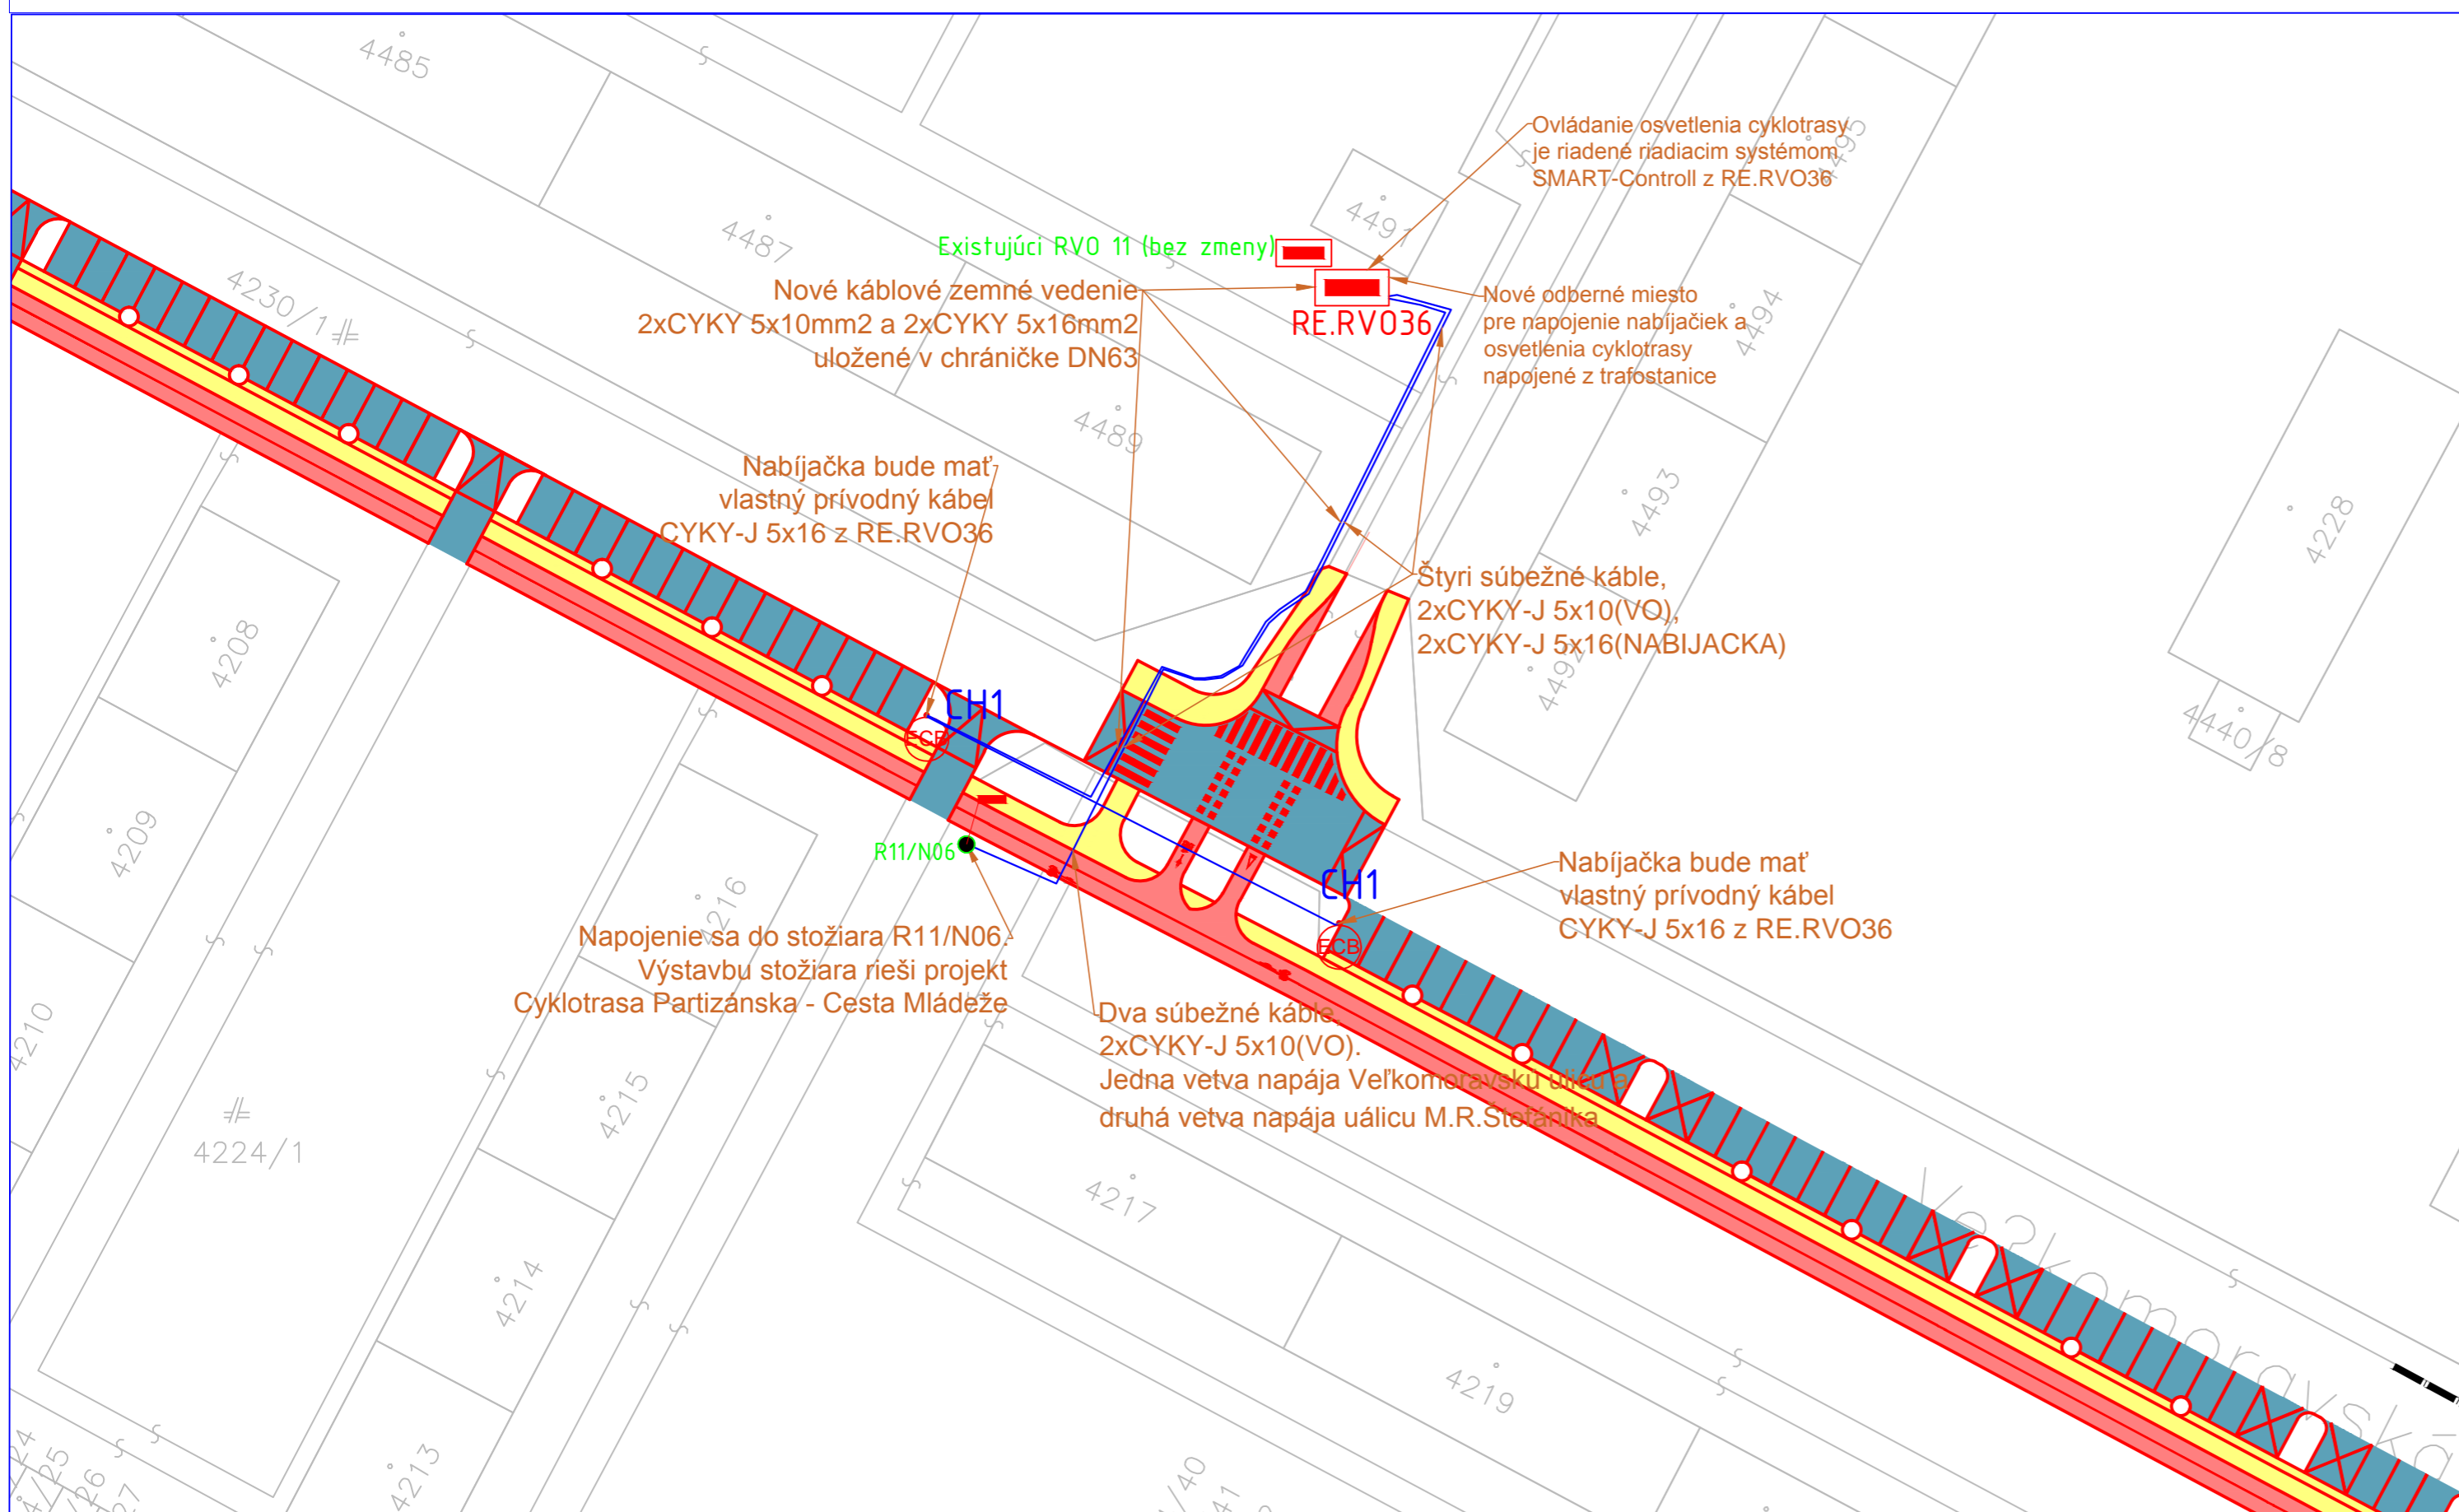 4485
4495
Ovládanie osvetlenia cyklotrasy
je riadené riadiacim systémom
SMART-Controll z RE.RVO36
4491
4487
Existujúci RVO 11 (bez zmeny)
4230/1
Nové káblové zemné vedenie
2xCYKY 5x10mm2 a 2xCYKY 5x16mm2
uložené v chráničke DN63
RE.RVO36
Nové odberné miesto
pre napojenie nabíjačiek a
osvetlenia cyklotrasy
napojené z trafostanice
4494
4489
Nabíjačka bude mať
vlastný prívodný kábel
CYKY-J 5x16 z RE.RVO36
4493
4228
Štyri súbežné káble,
2xCYKY-J 5x10(VO),
2xCYKY-J 5x16(NABIJACKA)
4492
4208
CH1
ECB
4440/8
4209
R11/N06
CH1
ECB
Nabíjačka bude mať
vlastný prívodný kábel
CYKY-J 5x16 z RE.RVO36
4216
Napojenie sa do stožiara R11/N06.
Výstavbu stožiara rieši projekt
Cyklotrasa Partizánska - Cesta Mládeže
4210
Dva súbežné káble,
2xCYKY-J 5x10(VO).
Jedna vetva napája Veľkomoravskú ulicu a
druhá vetva napája uálicu M.R.Štefánika
4215
4224/1
4217
4214
Ve?komoravská
4219
4213